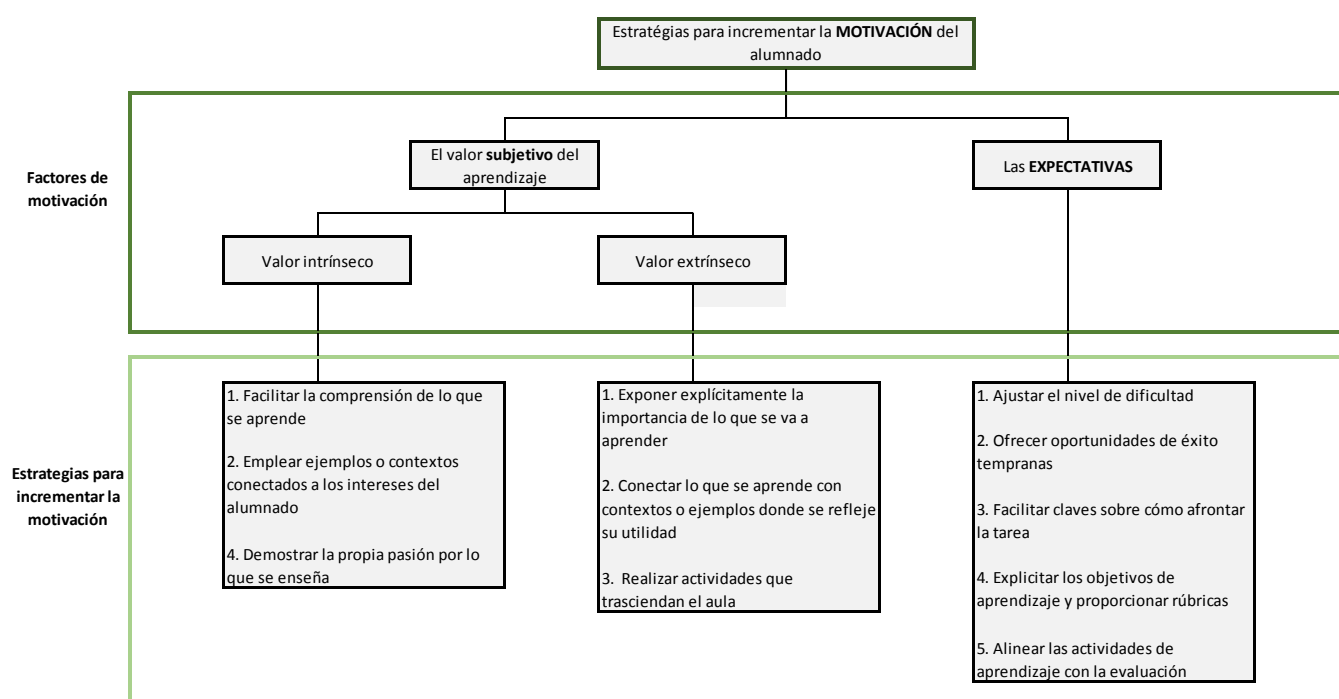 Estratégias para incrementar la MOTIVACIÓN del
alumnado
Factores de
motivación
El valor subjetivo del
aprendizaje
Las EXPECTATIVAS
Valor intrínseco
Valor extrínseco
Estrategias para
incrementar la
motivación
1. Facilitar la comprensión de lo que
se aprende
2. Emplear ejemplos o contextos
conectados a los intereses del
alumnado
4. Demostrar la propia pasión por lo
que se enseña
1. Exponer explícitamente la
importancia de lo que se va a
aprender
2. Conectar lo que se aprende con
contextos o ejemplos donde se refleje
su utilidad
3. Realizar actividades que
trasciendan el aula
1. Ajustar el nivel de dificultad
2. Ofrecer oportunidades de éxito
tempranas
3. Facilitar claves sobre cómo afrontar
la tarea
4. Explicitar los objetivos de
aprendizaje y proporcionar rúbricas
5. Alinear las actividades de
aprendizaje con la evaluación